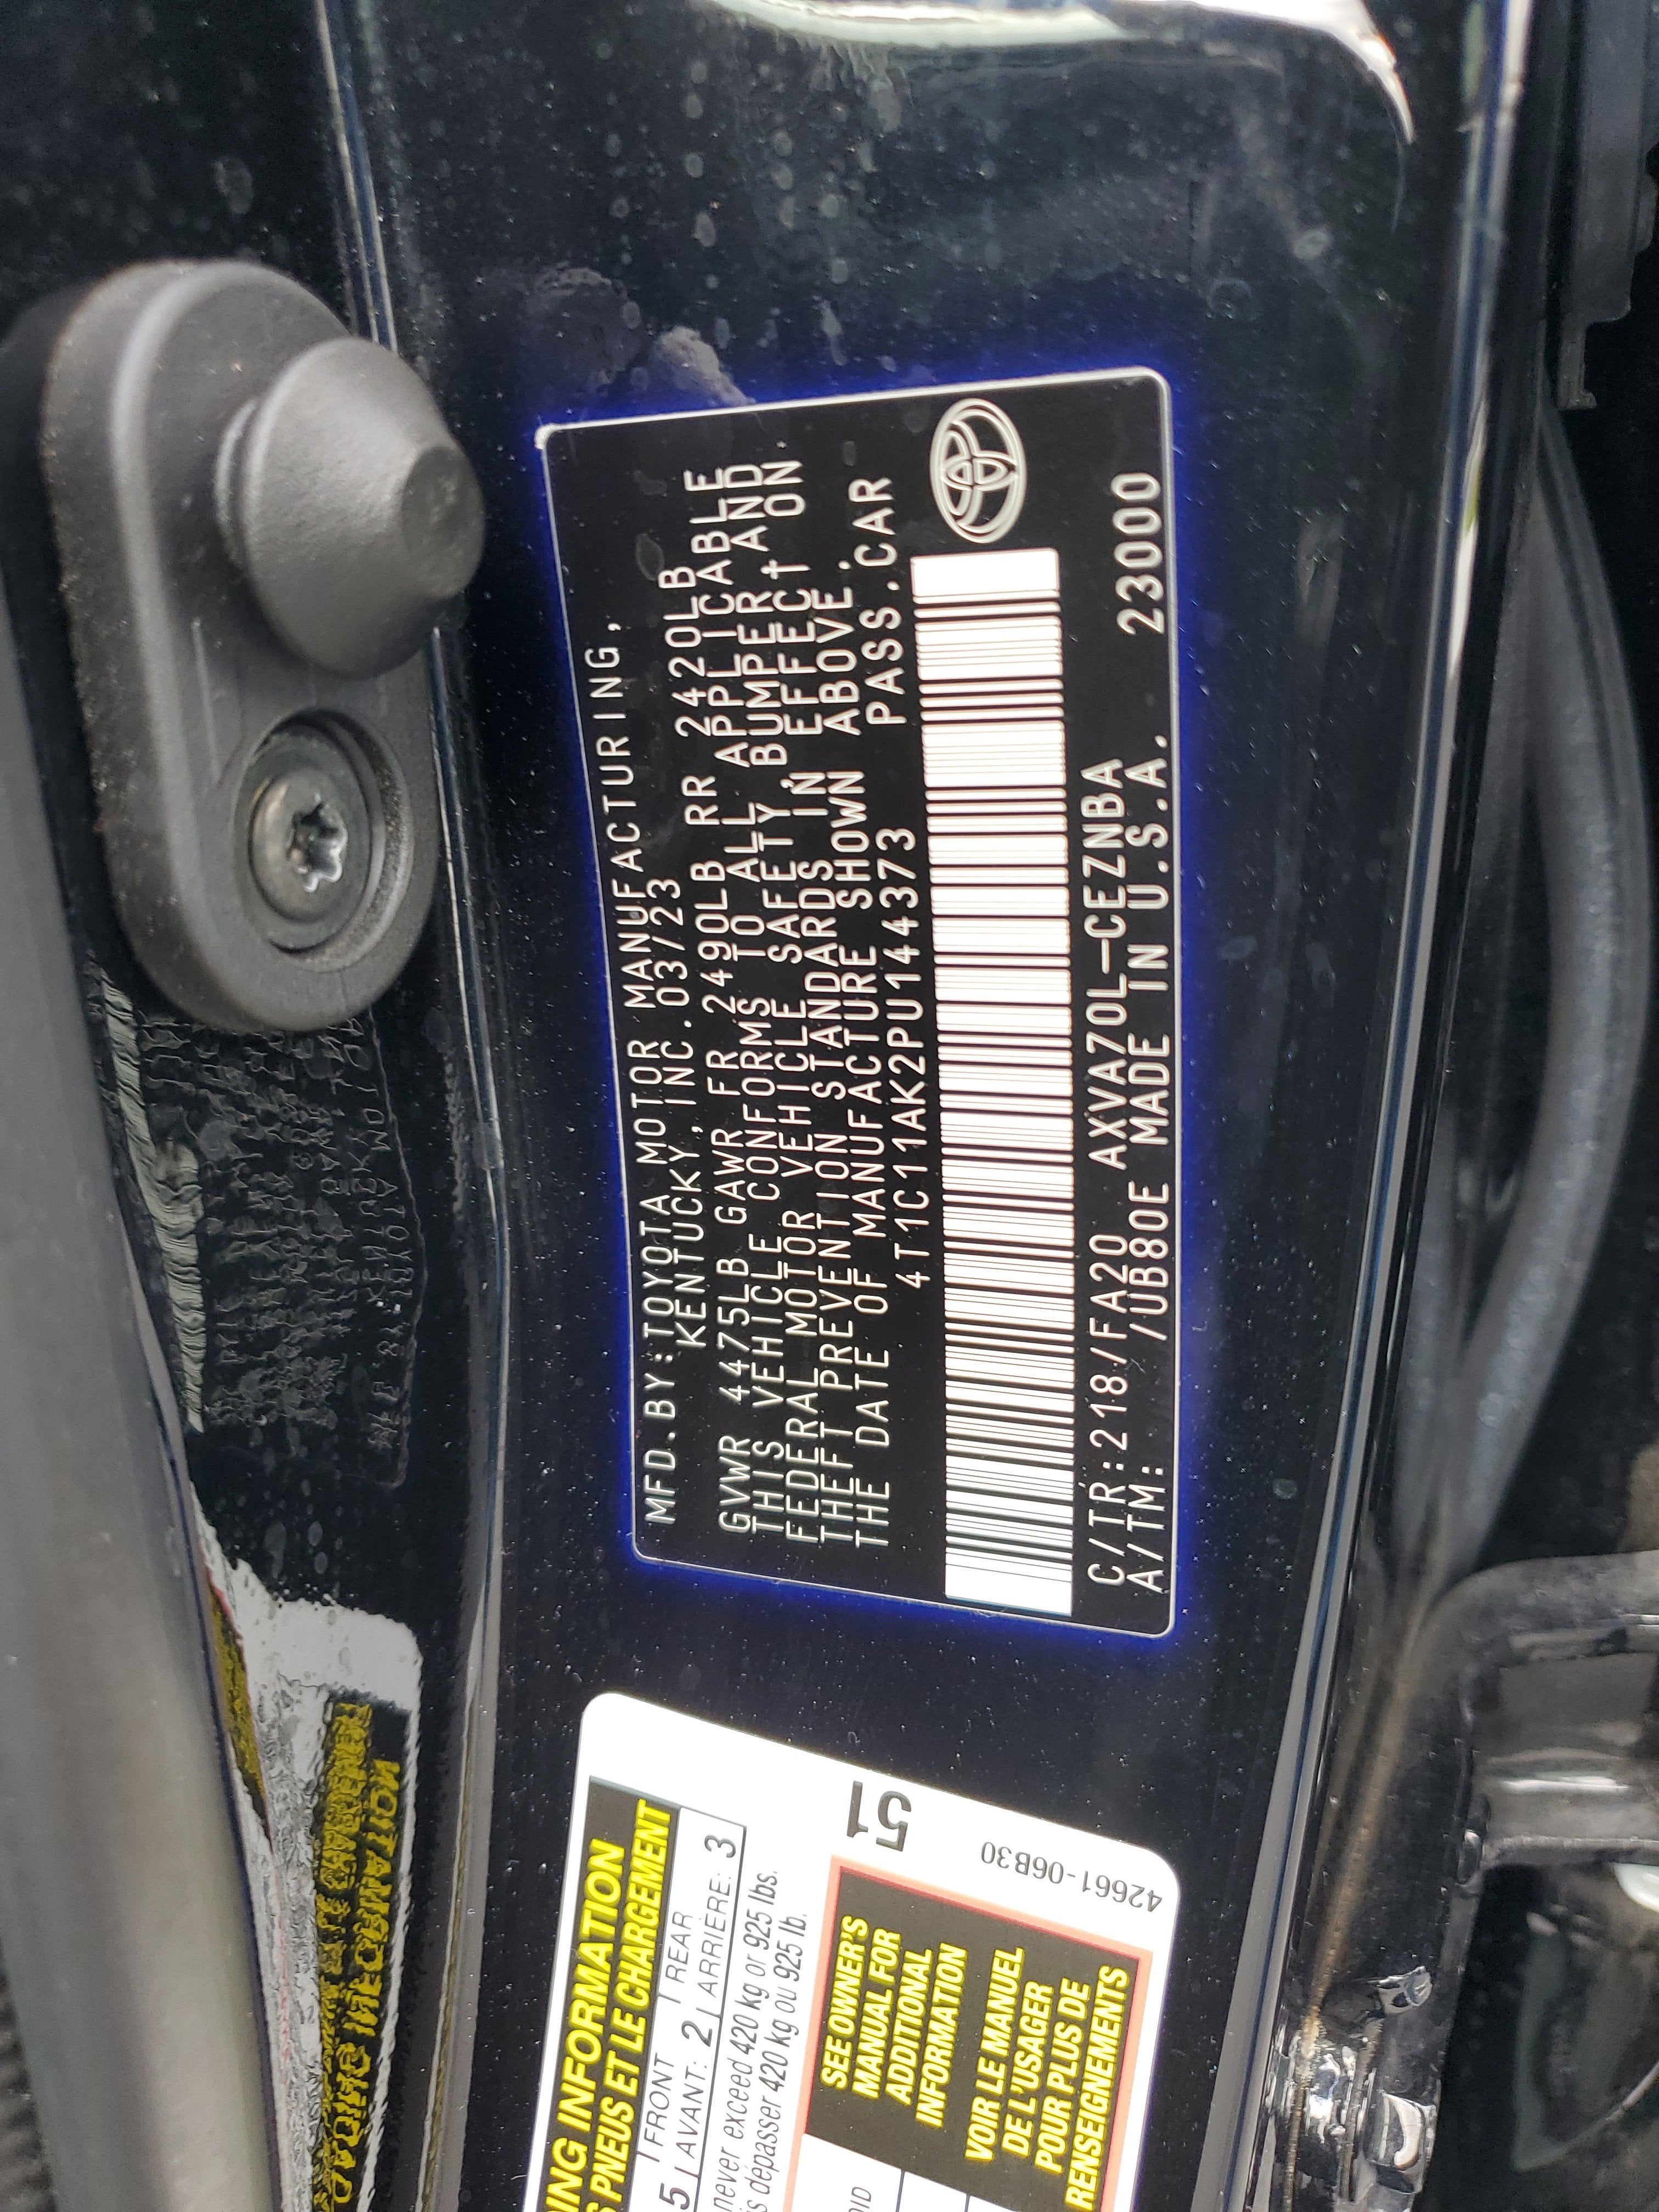 MFD.BY:TOYOTA MOTOR MANUFACTURING,
KENTUCKY,INC.03/23
GVWR 4475LB GAWR FR 2490LB RR 2420LB
THIS VEHICLE CONFORMS TO ALL APPLICABLE
FEDERAL MOTOR VEHICLE SAFETY,BUMPER,AND
THEFT PREVENTION STANDARDS IN EFFECT ON
THE DATE OF MANUFACTURE SHOWN ABOVE.
4T1C11AK2PU144373 PASS.CAR
C/TR:218/FA20 AXVA70L-CEZNBA 23000
A/TM: /UB80E MADE IN U.S.A.
ING INFORMATION
PNEUS ET LE CHARGEMENT
5 FRONT REAR
AVANT: 2 ARRIERE: 3
never exceed 420 kg or 925 lbs.
depasser 420 kg ou 925 lb.
51
42661-06B30
SEE OWNER'S
MANUAL FOR
ADDITIONAL
INFORMATION
VOIR LE MANUEL
DE L'USAGER
POUR PLUS DE
RENSEIGNEMENTS